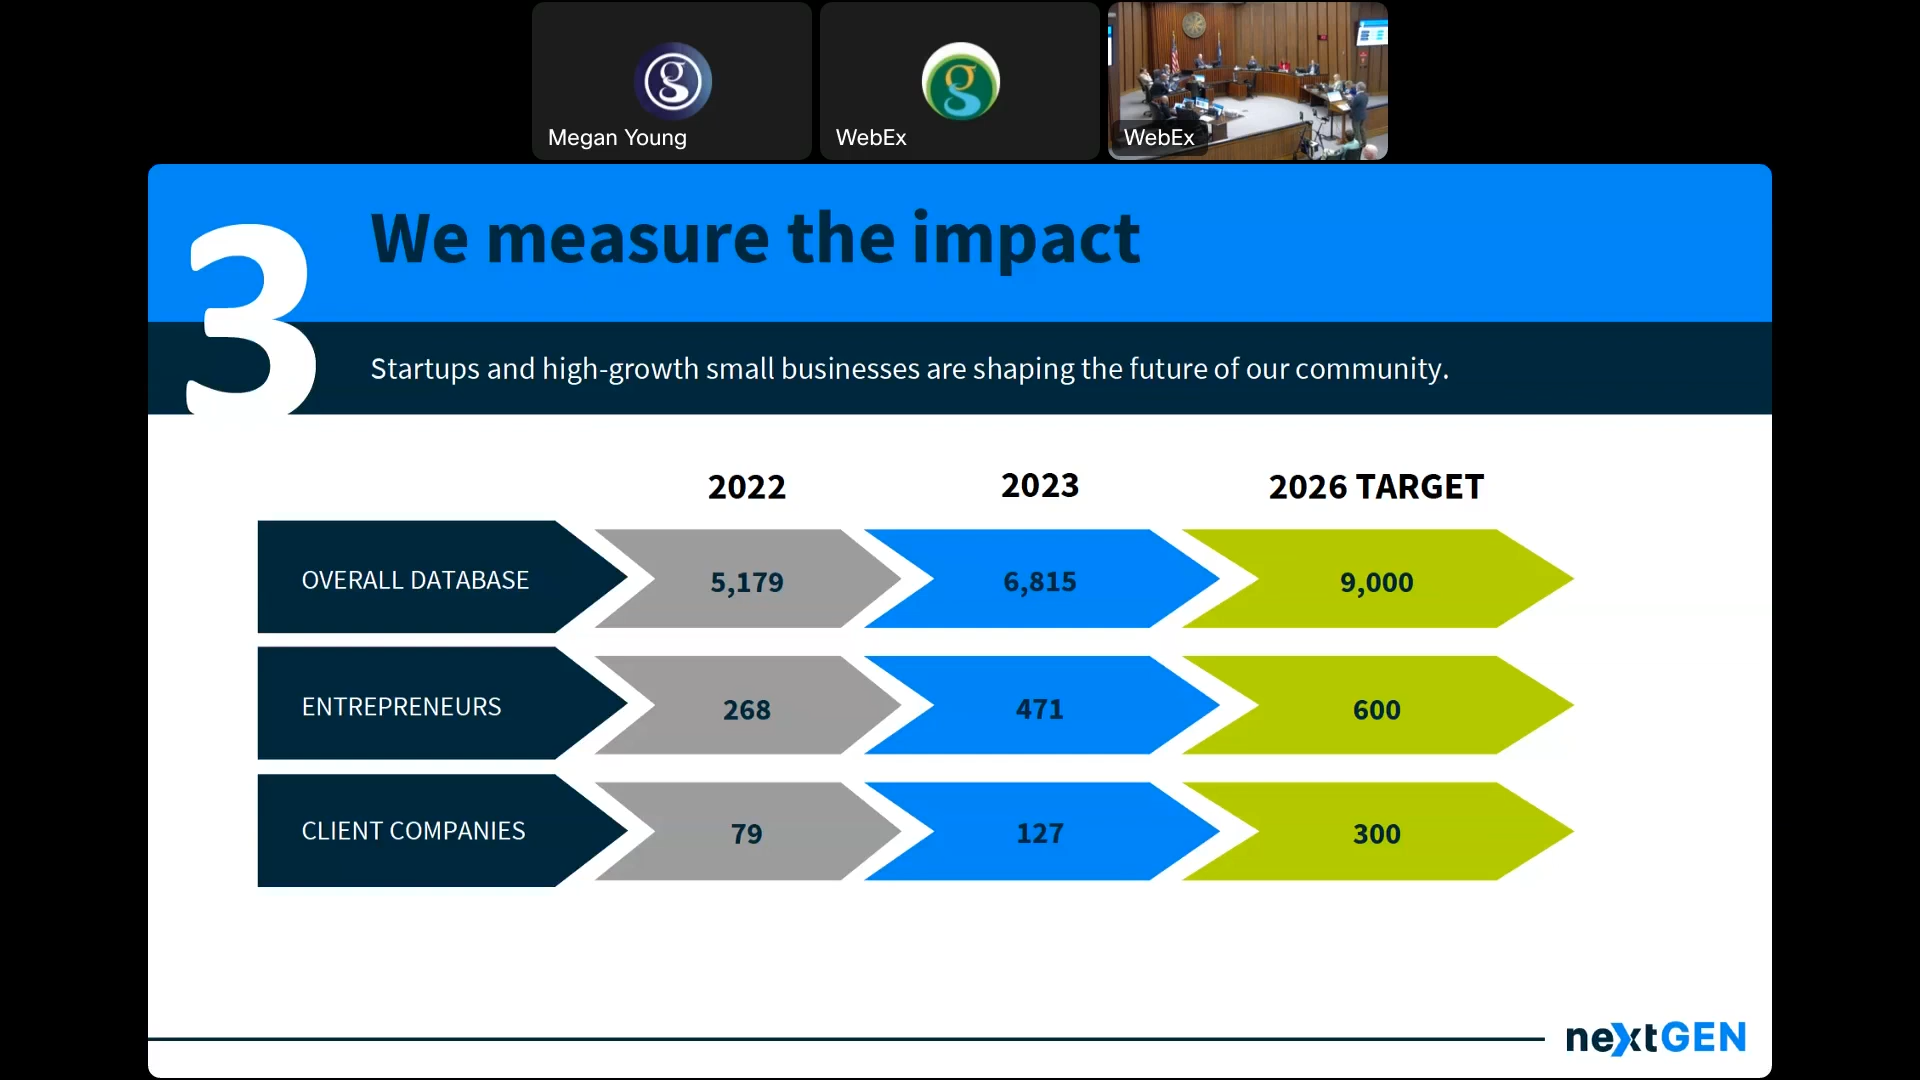 Megan Young
WebEx
WebEx
3
We measure the impact
Startups and high-growth small businesses are shaping the future of our community.
2022 2023 2026 TARGET
OVERALL DATABASE 5,179 6,815 9,000
ENTREPRENEURS 268 471 600
CLIENT COMPANIES 79 127 300
nextGEN